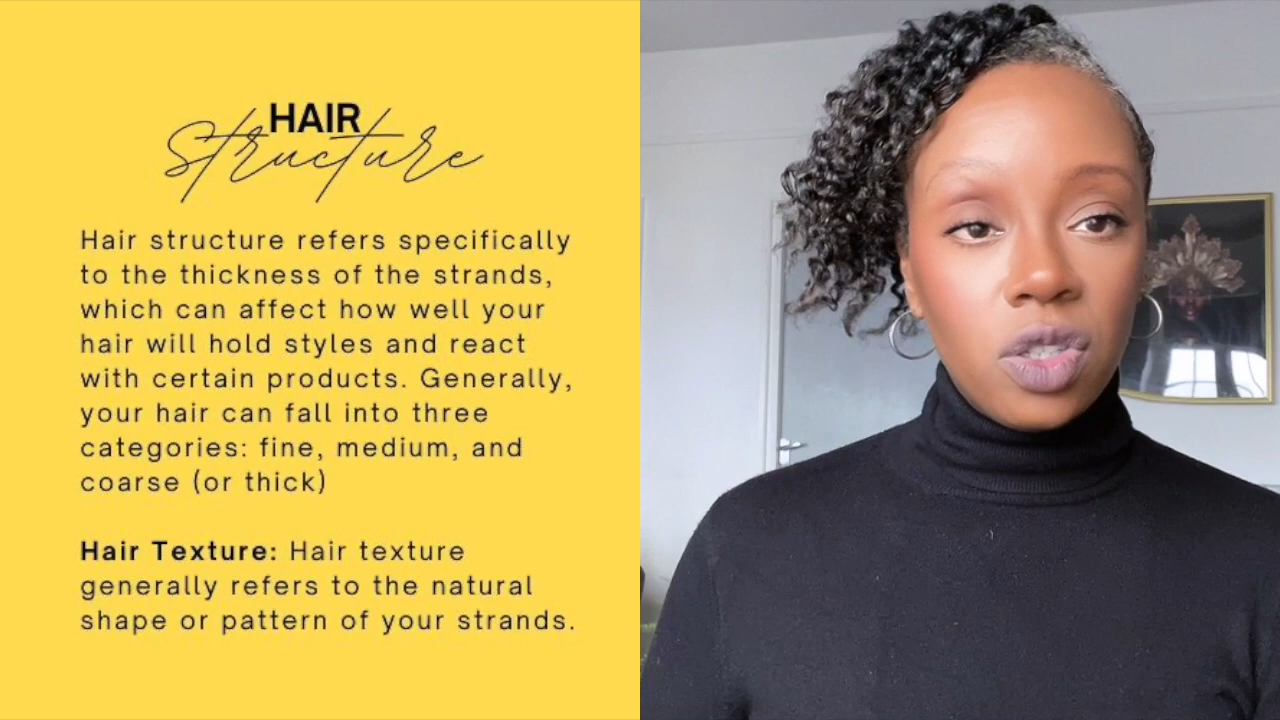 HAIR
structure
Hair structure refers specifically
to the thickness of the strands,
which can affect how well your
hair will hold styles and react
with certain products. Generally,
your hair can fall into three
categories: fine, medium, and
coarse (or thick)
Hair Texture: Hair texture
generally refers to the natural
shape or pattern of your strands.